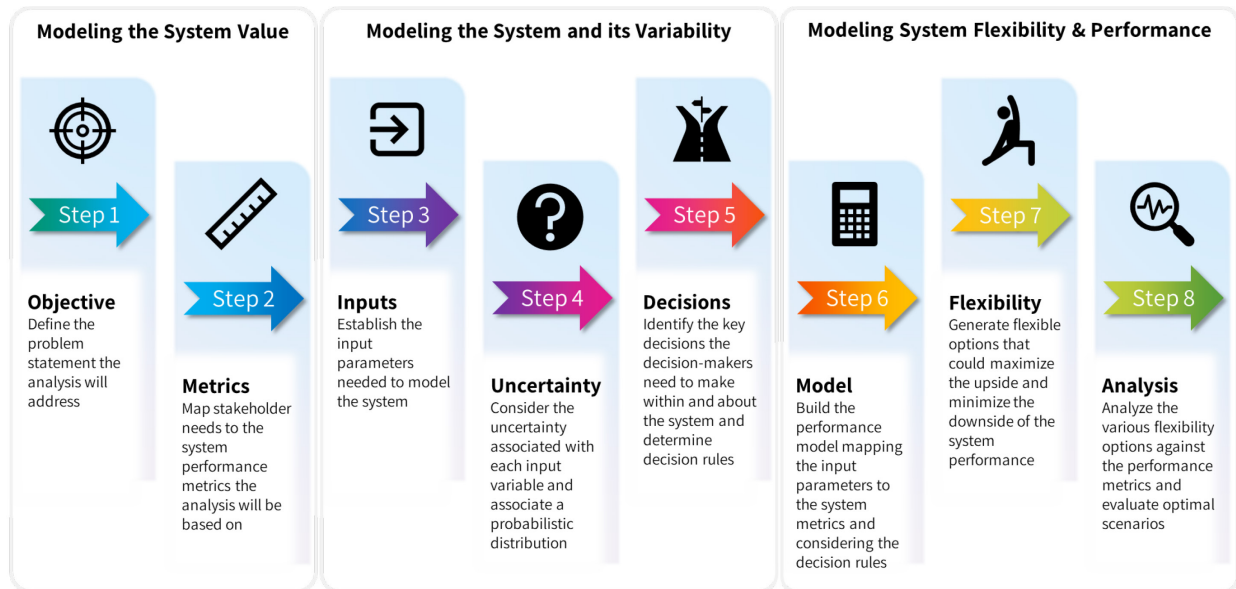 Modeling the System Value
Step 1
Objective
Define the
problem
statement the
analysis will
address
Step 2
Metrics
Map stakeholder
needs to the
system
performance
metrics the
analysis will be
based on
Modeling the System and its Variability
Step 3
Inputs
Establish the
input
parameters
needed to model
the system
Step 4
Uncertainty
Consider the
uncertainty
associated with
each input
variable and
associate a
probabilistic
distribution
Step 5
Decisions
Identify the key
decisions the
decision-makers
need to make
within and about
the system and
determine
decision rules
Modeling System Flexibility & Performance
Step 6
Model
Build the
performance
model mapping
the input
parameters to
the system
metrics and
considering the
decision rules
Step 7
Flexibility
Generate flexible
options that
could maximize
the upside and
minimize the
downside of the
system
performance
Step 8
Analysis
Analyze the
various flexibility
options against
the performance
metrics and
evaluate optimal
scenarios